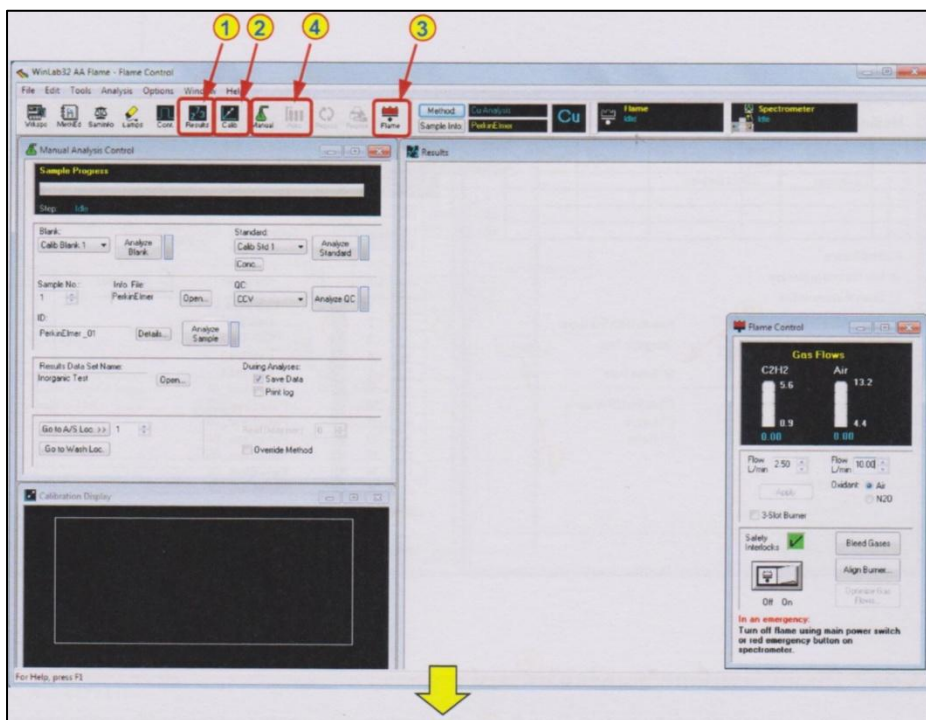 1 2 4 3
WinLab32 AA Flame - Flame Control
File Edit Tools Analysis Options Window Help
Wkspc MethEd SamInfo Lamps Cont. Results Calib Manual Flame
Method Cu Analysis Cu Flame Idle Spectrometer Idle
Sample Info PerkinElmer
Manual Analysis Control
Sample Progress
Step: Idle
Blank:
Calib Blank 1 Analyze Blank
Standard:
Calib Std 1 Analyze Standard
Conc...
Sample No.: Info. File: QC:
1 PerkinElmer Open... CCV Analyze QC
ID:
PerkinElmer_01 Details... Analyze Sample
Results Data Set Name: During Analyses:
Inorganic Test Open... Save Data
Print log
Go to A/S Loc. >> 1
Go to Wash Loc. Override Method
Calibration Display
Results
Flame Control
Gas Flows
C2H2 Air
5.6 13.2
0.9 4.4
0.00 0.00
Flow L/min 2.50 Flow L/min 10.00
Apply Oxidant Air
N2O
3-Slot Burner
Safety Interlocks Bleed Gases
Align Burner...
Optimize Gas Flows...
Off On
In an emergency:
Turn off flame using main power switch
or red emergency button on
spectrometer.
For Help, press F1